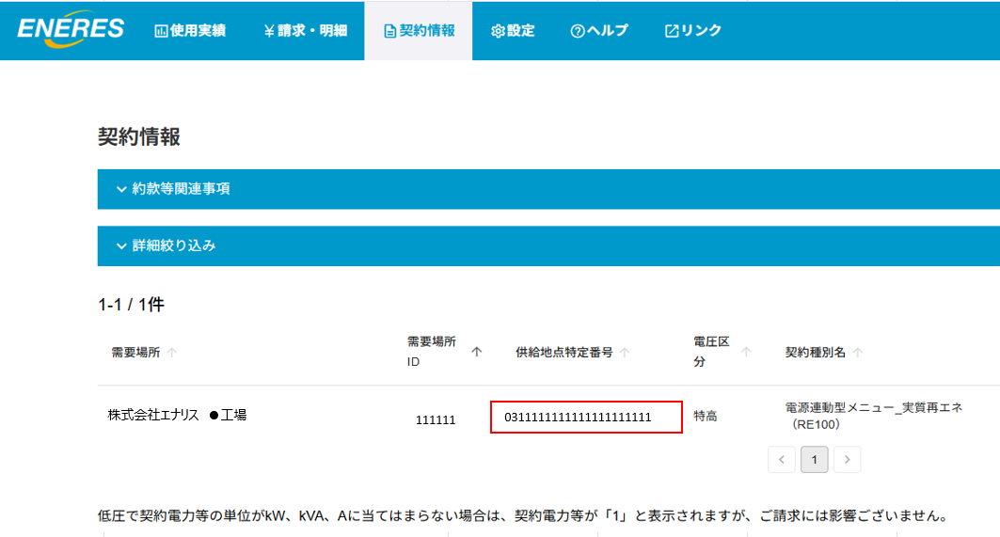 ENERES 使用実績 ¥請求・明細 契約情報 設定 ヘルプ リンク
契約情報
約款等関連事項
詳細絞り込み
1-1 / 1件
需要場所 需要場所 供給地点特定番号 電圧区 契約種別名
ID 分
株式会社エナリス ●工場 111111 0311111111111111111111 特高 電源連動型メニュー_実質再エネ
（RE100）
1
低圧で契約電力等の単位がkW、kVA、Aに当てはまらない場合は、契約電力等が「1」と表示されますが、ご請求には影響ございません。